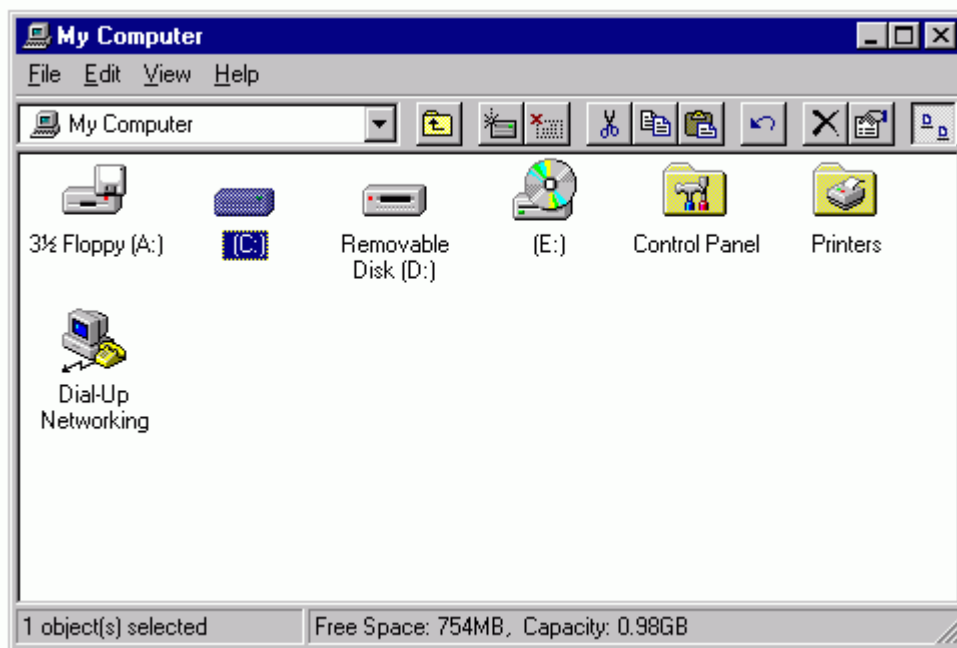 My Computer
File Edit View Help
My Computer
3½ Floppy (A:)
(C:)
Removable
Disk (D:)
(E:)
Control Panel
Printers
Dial-Up
Networking
1 object(s) selected
Free Space: 754MB, Capacity: 0.98GB